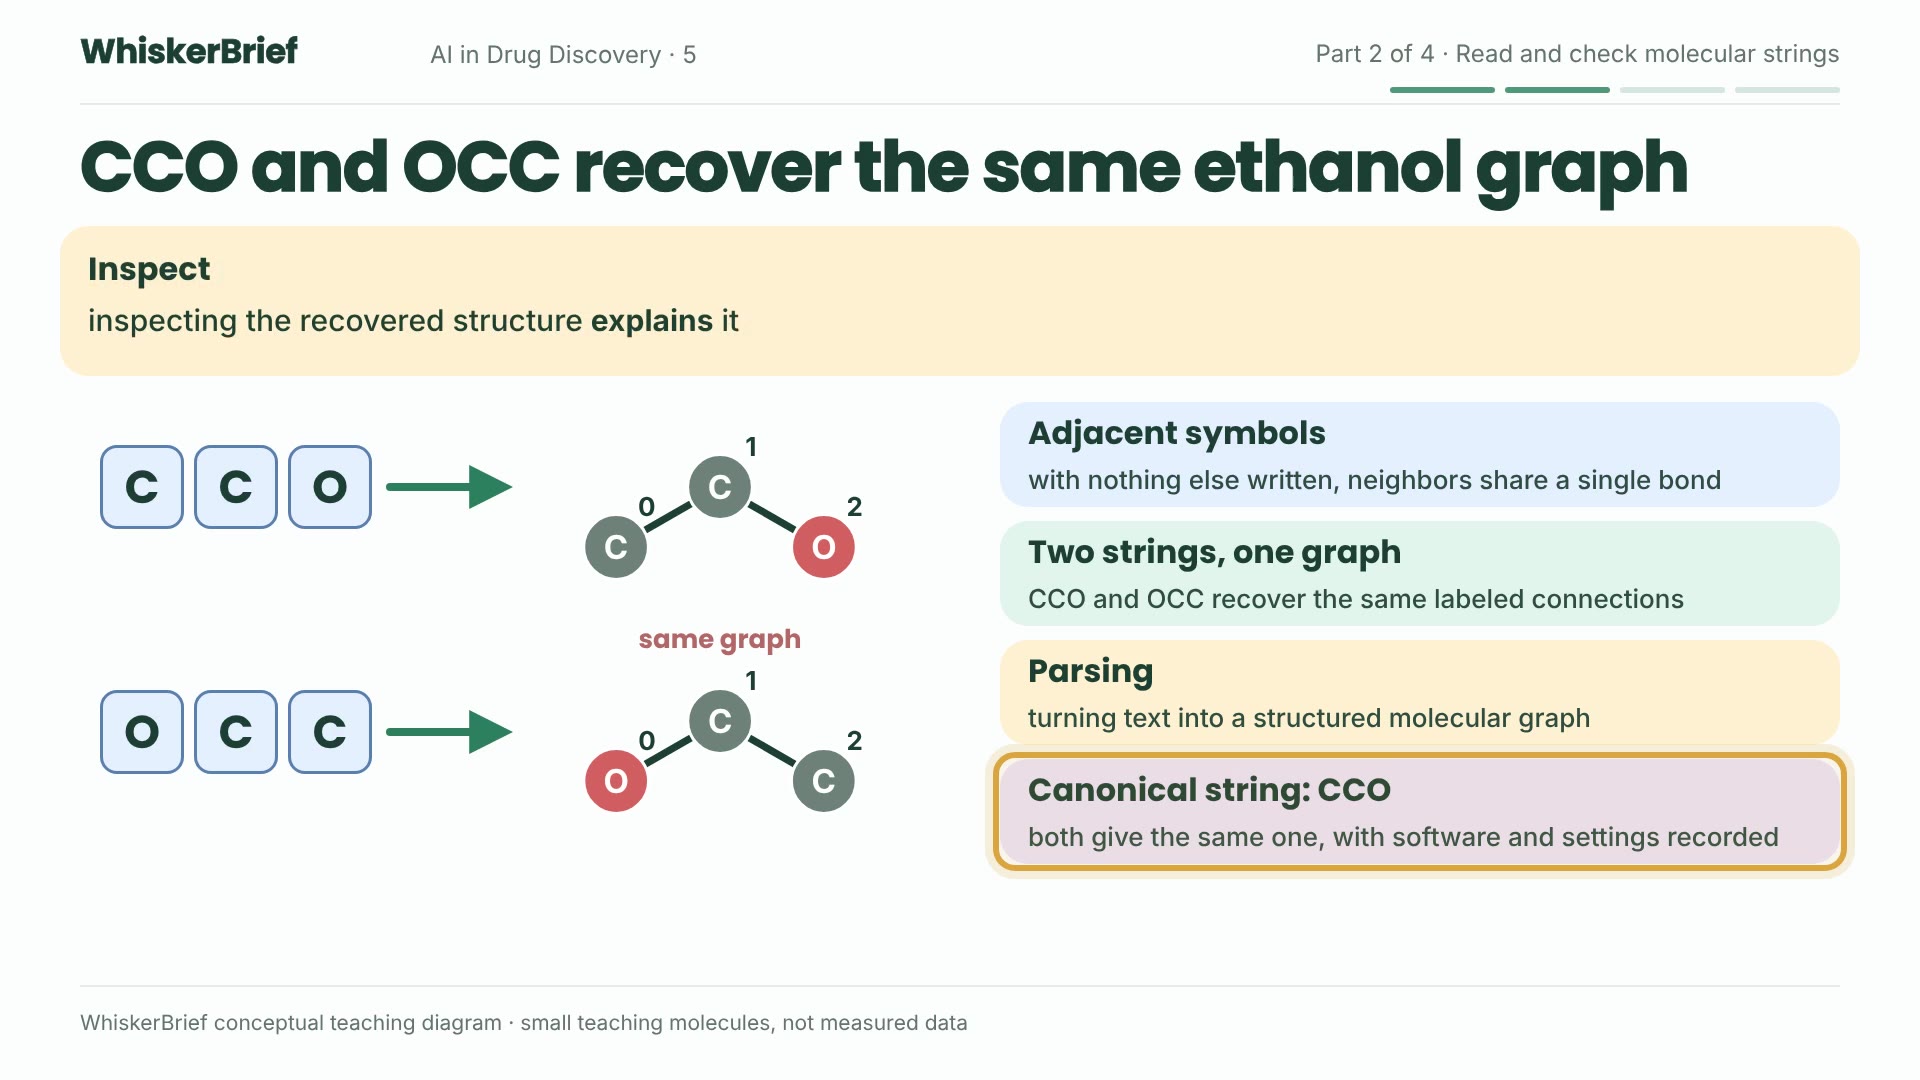 WhiskerBrief
AI in Drug Discovery · 5
Part 2 of 4 · Read and check molecular strings
CCO and OCC recover the same ethanol graph
Inspect
inspecting the recovered structure explains it
C C O
1
C
0
2
C
O
same graph
O C C
1
C
0
2
O
C
Adjacent symbols
with nothing else written, neighbors share a single bond
Two strings, one graph
CCO and OCC recover the same labeled connections
Parsing
turning text into a structured molecular graph
Canonical string: CCO
both give the same one, with software and settings recorded
WhiskerBrief conceptual teaching diagram · small teaching molecules, not measured data